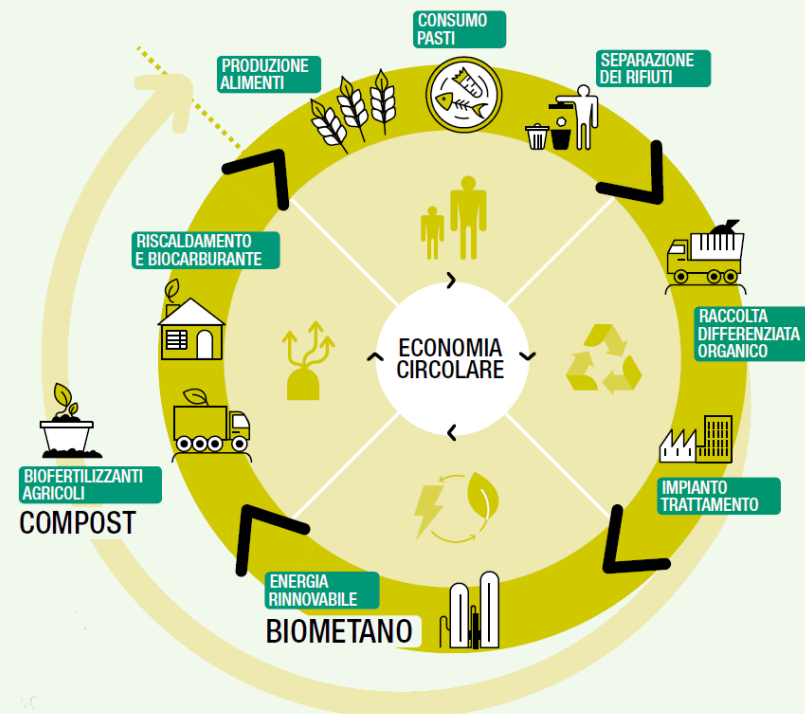 CONSUMO
PASTI
PRODUZIONE
ALIMENTI
SEPARAZIONE
DEI RIFIUTI
RISCALDAMENTO
E BIOCARBURANTE
RACCOLTA
DIFFERENZIATA
ORGANICO
ECONOMIA
CIRCOLARE
BIOFERTILIZZANTI
AGRICOLI
COMPOST
IMPIANTO
TRATTAMENTO
ENERGIA
RINNOVABILE
BIOMETANO